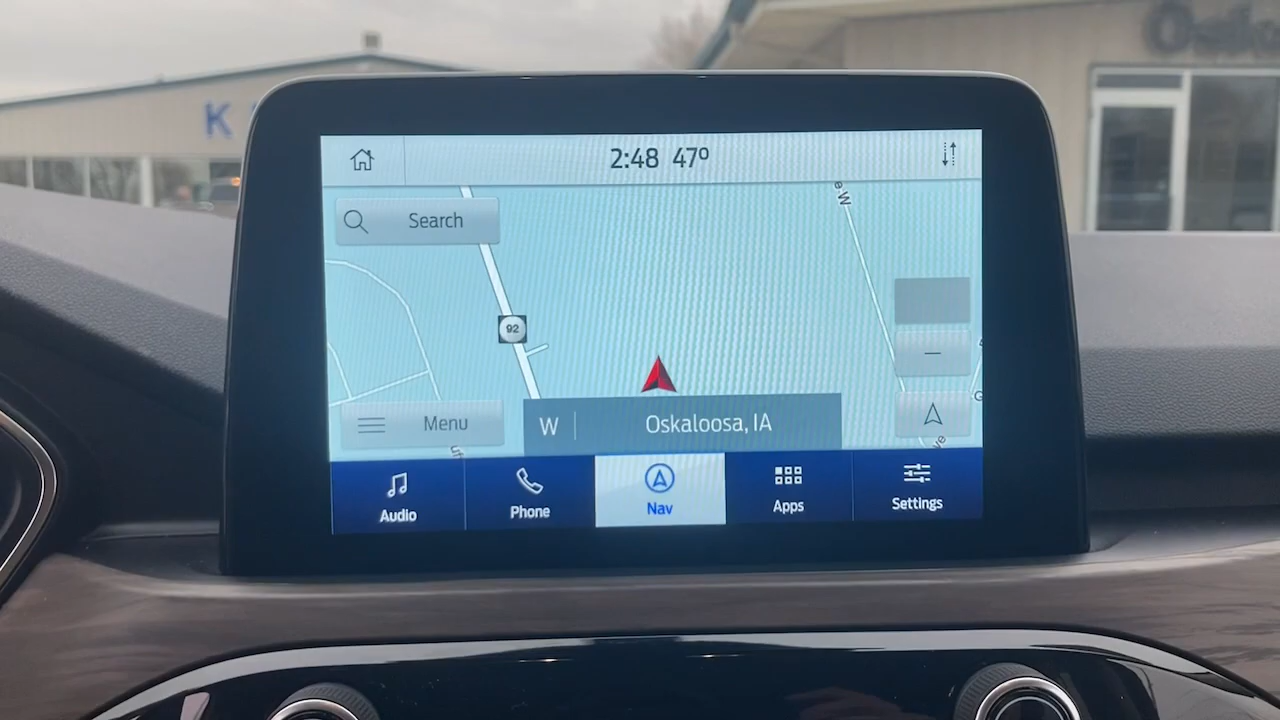 K
2:48 47º
Search
92
Menu
W
Oskaloosa, IA
Audio
Phone
Nav
Apps
Settings